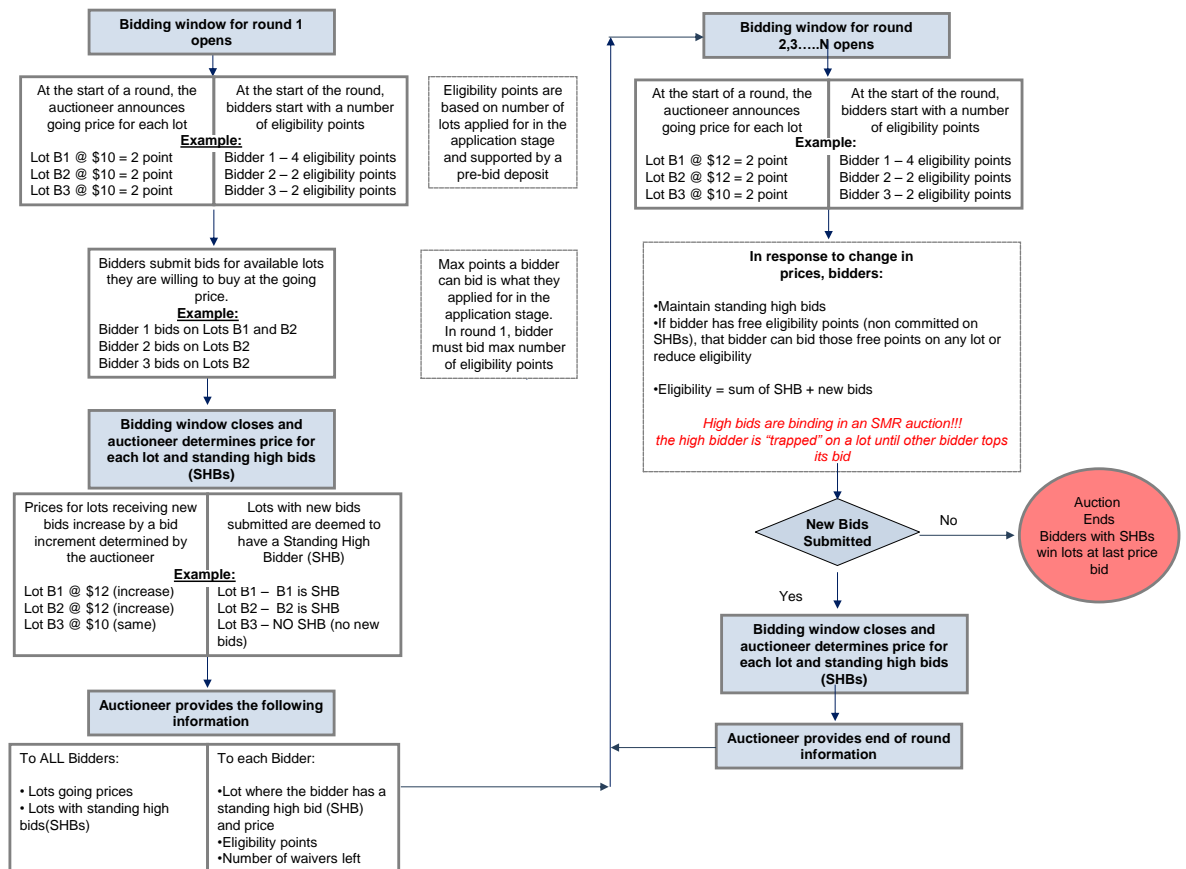 Bidding window for round 1
opens
At the start of a round, the
auctioneer announces
going price for each lot
At the start of the round,
bidders start with a number
of eligibility points
Example:
Lot B1 @ $10 = 2 point
Lot B2 @ $10 = 2 point
Lot B3 @ $10 = 2 point
Bidder 1 – 4 eligibility points
Bidder 2 – 2 eligibility points
Bidder 3 – 2 eligibility points
Eligibility points are
based on number of
lots applied for in the
application stage
and supported by a
pre-bid deposit
Bidders submit bids for available lots
they are willing to buy at the going
price.
Example:
Bidder 1 bids on Lots B1 and B2
Bidder 2 bids on Lots B2
Bidder 3 bids on Lots B2
Max points a bidder
can bid is what they
applied for in the
application stage.
In round 1, bidder
must bid max number
of eligibility points
Bidding window closes and
auctioneer determines price for
each lot and standing high bids
(SHBs)
Prices for lots receiving new
bids increase by a bid
increment determined by
the auctioneer
Lots with new bids
submitted are deemed to
have a Standing High
Bidder (SHB)
Example:
Lot B1 @ $12 (increase)
Lot B2 @ $12 (increase)
Lot B3 @ $10 (same)
Lot B1 – B1 is SHB
Lot B2 – B2 is SHB
Lot B3 – NO SHB (no new
bids)
Auctioneer provides the following
information
To ALL Bidders:
• Lots going prices
• Lots with standing high
bids(SHBs)
To each Bidder:
•Lot where the bidder has a
standing high bid (SHB)
and price
•Eligibility points
•Number of waivers left
Bidding window for round
2,3…..N opens
At the start of a round, the
auctioneer announces
going price for each lot
At the start of the round,
bidders start with a number
of eligibility points
Example:
Lot B1 @ $12 = 2 point
Lot B2 @ $12 = 2 point
Lot B3 @ $10 = 2 point
Bidder 1 – 4 eligibility points
Bidder 2 – 2 eligibility points
Bidder 3 – 2 eligibility points
In response to change in
prices, bidders:
•Maintain standing high bids
•If bidder has free eligibility points (non committed on
SHBs), that bidder can bid those free points on any lot or
reduce eligibility
•Eligibility = sum of SHB + new bids
High bids are binding in an SMR auction!!!
the high bidder is “trapped” on a lot until other bidder tops
its bid
New Bids
Submitted
No
Auction
Ends
Bidders with SHBs
win lots at last price
bid
Yes
Bidding window closes and
auctioneer determines price for
each lot and standing high bids
(SHBs)
Auctioneer provides end of round
information